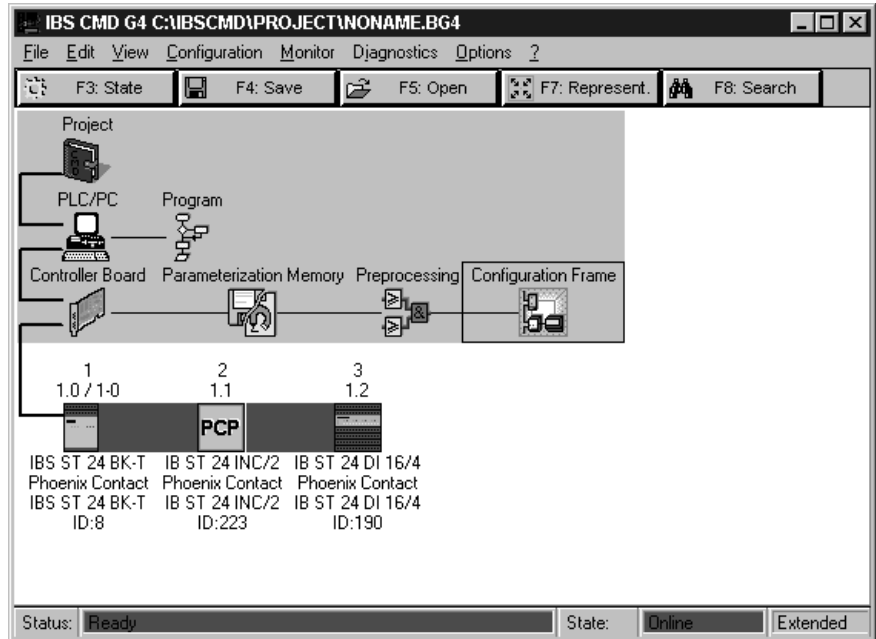 IBS CMD G4 C:\IBSCMD\PROJECT\NONAME.BG4
File Edit View Configuration Monitor Diagnostics Options ?
F3: State F4: Save F5: Open F7: Represent. F8: Search
Project
PLC/PC Program
Controller Board Parameterization Memory Preprocessing Configuration Frame
≥ ≥ &
1 2 3
1.0 / 1-0 1.1 1.2
PCP
IBS ST 24 BK-T IB ST 24 INC/2 IB ST 24 DI 16/4
Phoenix Contact Phoenix Contact Phoenix Contact
IBS ST 24 BK-T IB ST 24 INC/2 IB ST 24 DI 16/4
ID:8 ID:223 ID:190
Status: Ready State: Online Extended